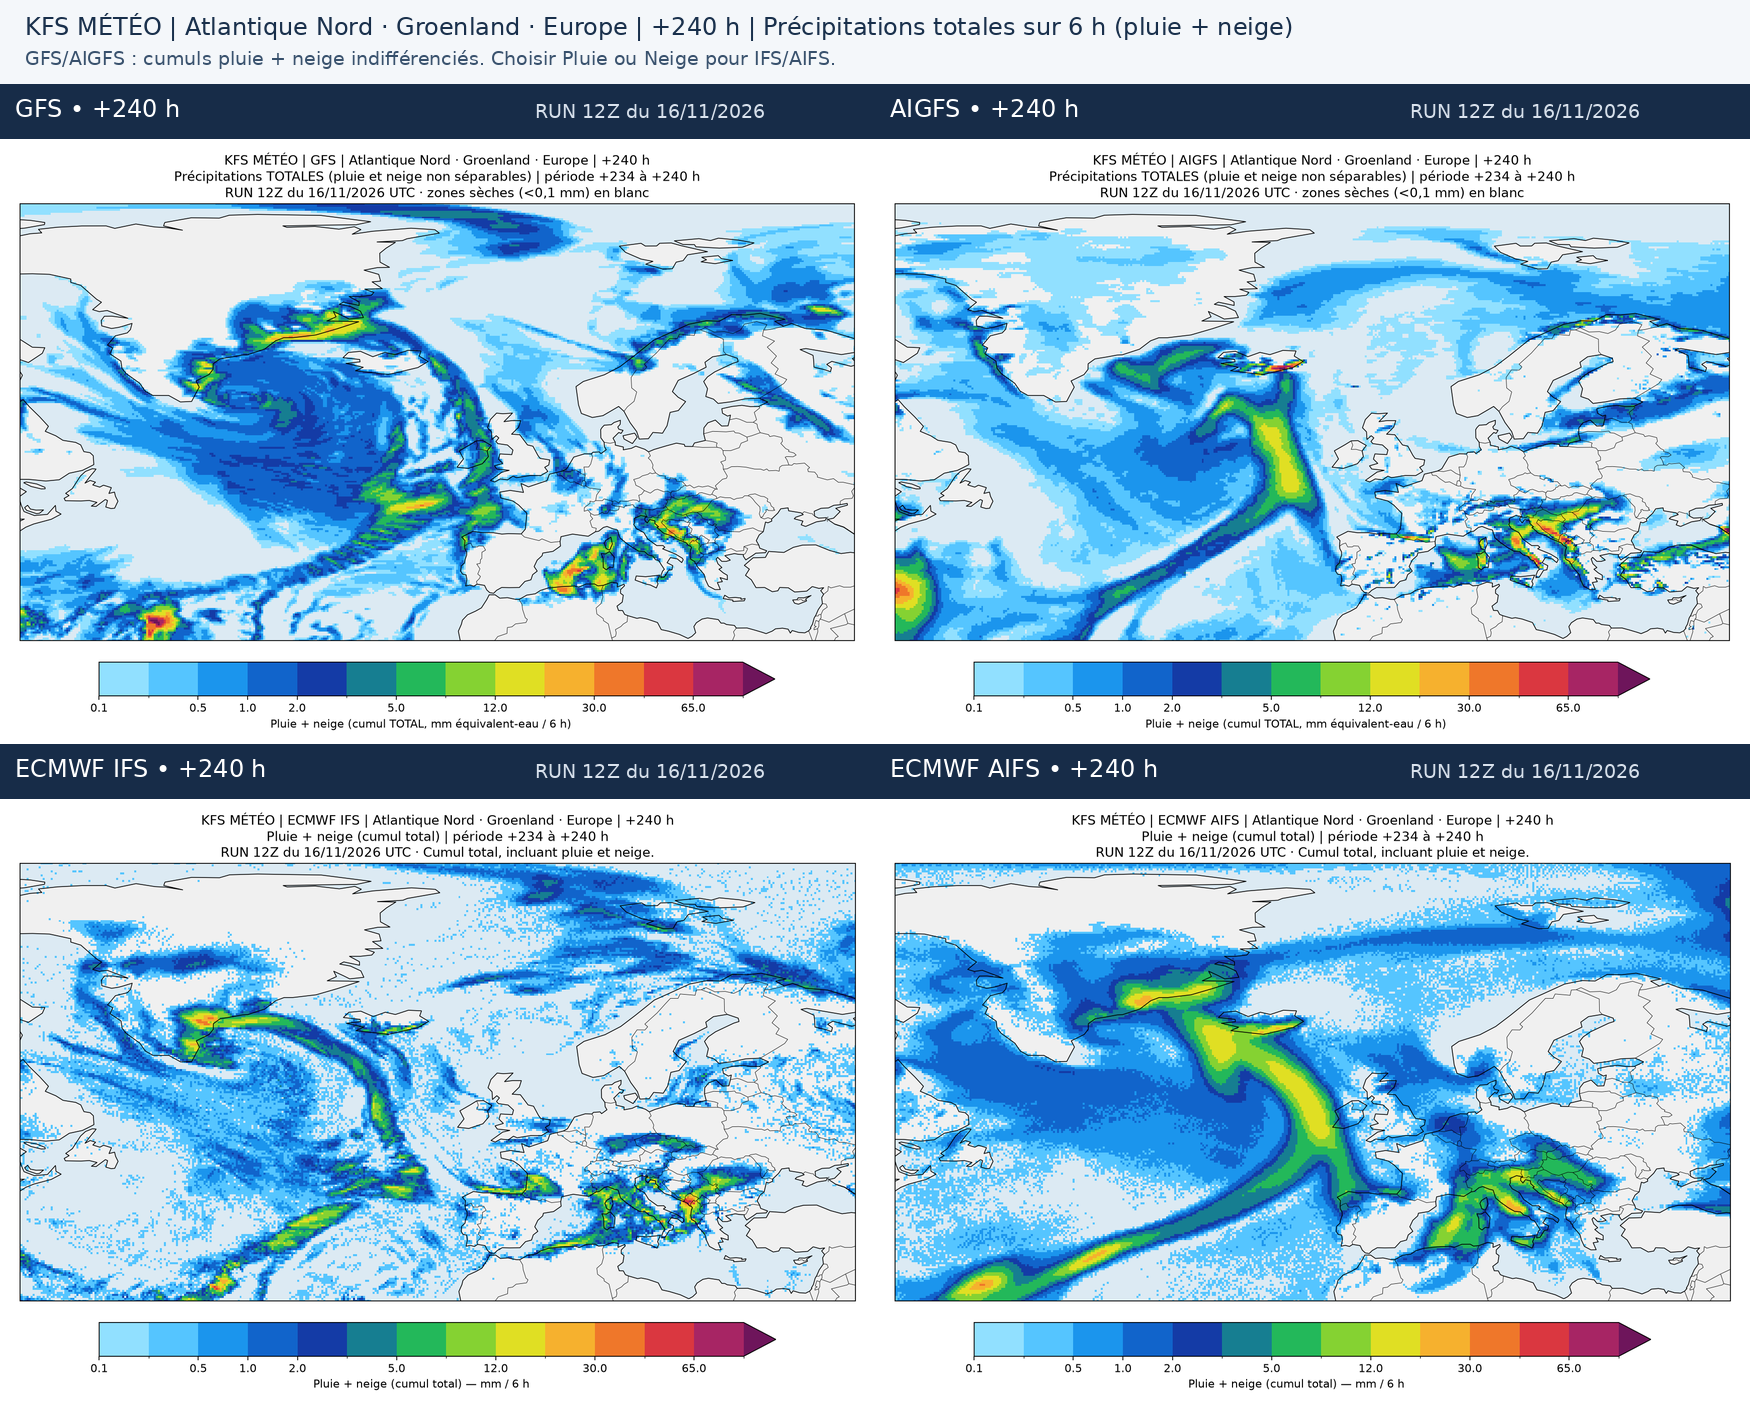 KFS MÉTÉO | Atlantique Nord · Groenland · Europe | +240 h | Précipitations totales sur 6 h (pluie + neige)
GFS/AIGFS : cumuls pluie + neige indifférenciés. Choisir Pluie ou Neige pour IFS/AIFS.
GFS • +240 h
RUN 12Z du 16/11/2026
KFS MÉTÉO | GFS | Atlantique Nord · Groenland · Europe | +240 h
Précipitations TOTALES (pluie et neige non séparables) | période +234 à +240 h
RUN 12Z du 16/11/2026 UTC · zones sèches (<0,1 mm) en blanc
0.1 0.5 1.0 2.0 5.0 12.0 30.0 65.0
Pluie + neige (cumul TOTAL, mm équivalent-eau / 6 h)
AIGFS • +240 h
RUN 12Z du 16/11/2026
KFS MÉTÉO | AIGFS | Atlantique Nord · Groenland · Europe | +240 h
Précipitations TOTALES (pluie et neige non séparables) | période +234 à +240 h
RUN 12Z du 16/11/2026 UTC · zones sèches (<0,1 mm) en blanc
0.1 0.5 1.0 2.0 5.0 12.0 30.0 65.0
Pluie + neige (cumul TOTAL, mm équivalent-eau / 6 h)
ECMWF IFS • +240 h
RUN 12Z du 16/11/2026
KFS MÉTÉO | ECMWF IFS | Atlantique Nord · Groenland · Europe | +240 h
Pluie + neige (cumul total) | période +234 à +240 h
RUN 12Z du 16/11/2026 UTC · Cumul total, incluant pluie et neige.
0.1 0.5 1.0 2.0 5.0 12.0 30.0 65.0
Pluie + neige (cumul total) — mm / 6 h
ECMWF AIFS • +240 h
RUN 12Z du 16/11/2026
KFS MÉTÉO | ECMWF AIFS | Atlantique Nord · Groenland · Europe | +240 h
Pluie + neige (cumul total) | période +234 à +240 h
RUN 12Z du 16/11/2026 UTC · Cumul total, incluant pluie et neige.
0.1 0.5 1.0 2.0 5.0 12.0 30.0 65.0
Pluie + neige (cumul total) — mm / 6 h